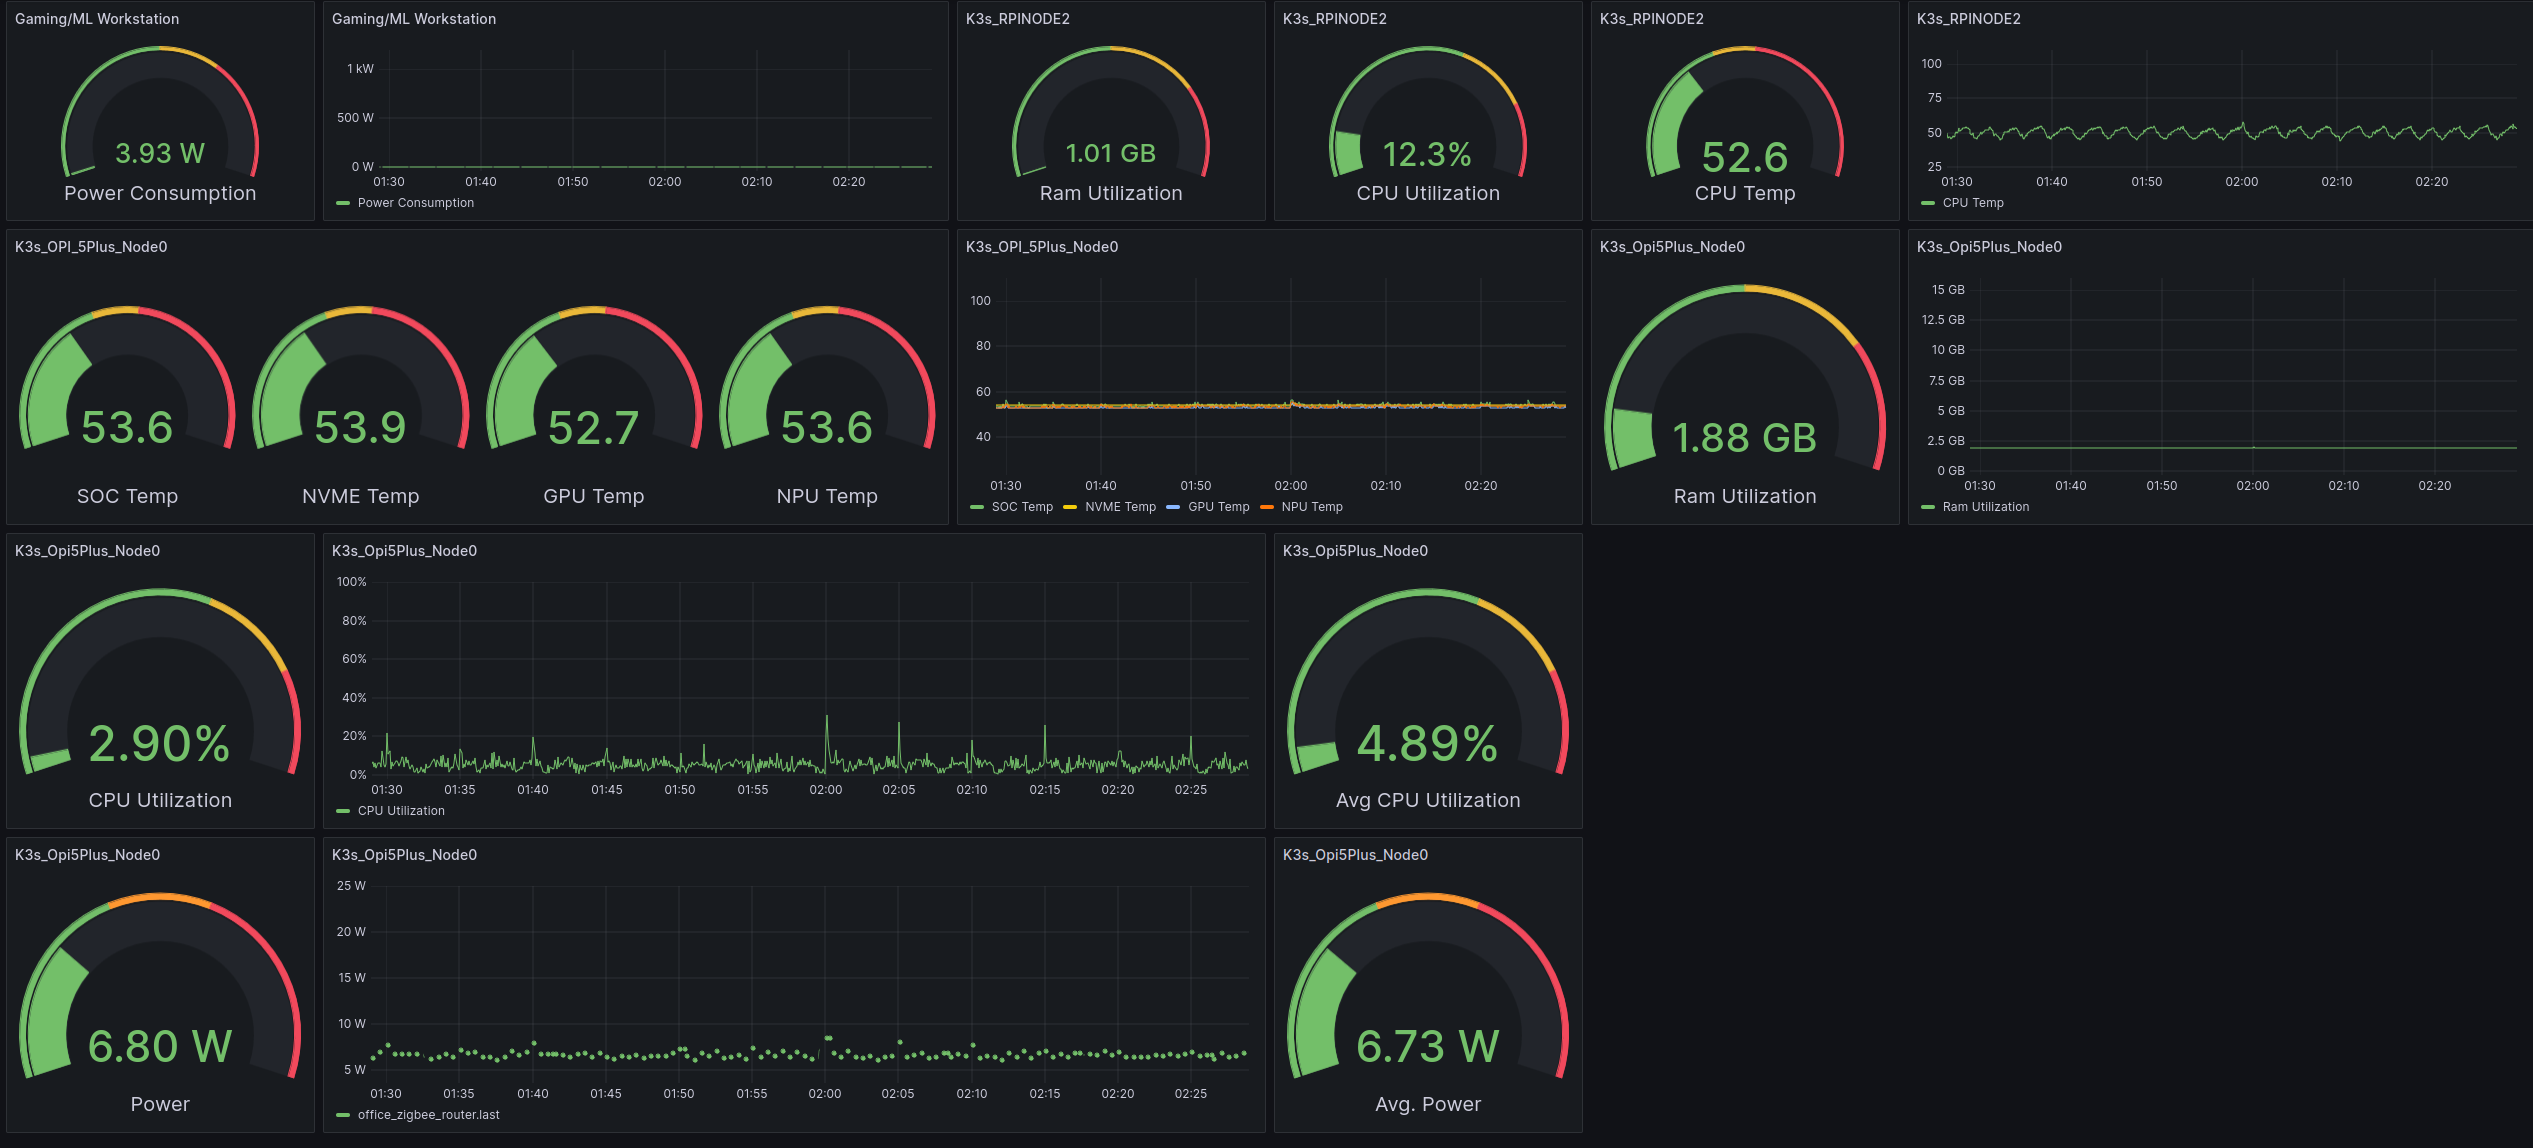 Gaming/ML Workstation
3.93 W
Power Consumption
Gaming/ML Workstation
1 kW
500 W
0 W
01:30 01:40 01:50 02:00 02:10 02:20
Power Consumption
K3s_RPINODE2
1.01 GB
Ram Utilization
K3s_RPINODE2
12.3%
CPU Utilization
K3s_RPINODE2
52.6
CPU Temp
K3s_RPINODE2
100
75
50
25
01:30 01:40 01:50 02:00 02:10 02:20
CPU Temp
K3s_OPI_5Plus_Node0
53.6 53.9 52.7 53.6
SOC Temp NVME Temp GPU Temp NPU Temp
K3s_OPI_5Plus_Node0
100
80
60
40
01:30 01:40 01:50 02:00 02:10 02:20
SOC Temp NVME Temp GPU Temp NPU Temp
K3s_Opi5Plus_Node0
1.88 GB
Ram Utilization
K3s_Opi5Plus_Node0
15 GB
12.5 GB
10 GB
7.5 GB
5 GB
2.5 GB
0 GB
01:30 01:40 01:50 02:00 02:10 02:20
Ram Utilization
K3s_Opi5Plus_Node0
2.90%
CPU Utilization
K3s_Opi5Plus_Node0
100%
80%
60%
40%
20%
0%
01:30 01:35 01:40 01:45 01:50 01:55 02:00 02:05 02:10 02:15 02:20 02:25
CPU Utilization
K3s_Opi5Plus_Node0
4.89%
Avg CPU Utilization
K3s_Opi5Plus_Node0
6.80 W
Power
K3s_Opi5Plus_Node0
25 W
20 W
15 W
10 W
5 W
01:30 01:35 01:40 01:45 01:50 01:55 02:00 02:05 02:10 02:15 02:20 02:25
office_zigbee_router.last
K3s_Opi5Plus_Node0
6.73 W
Avg. Power